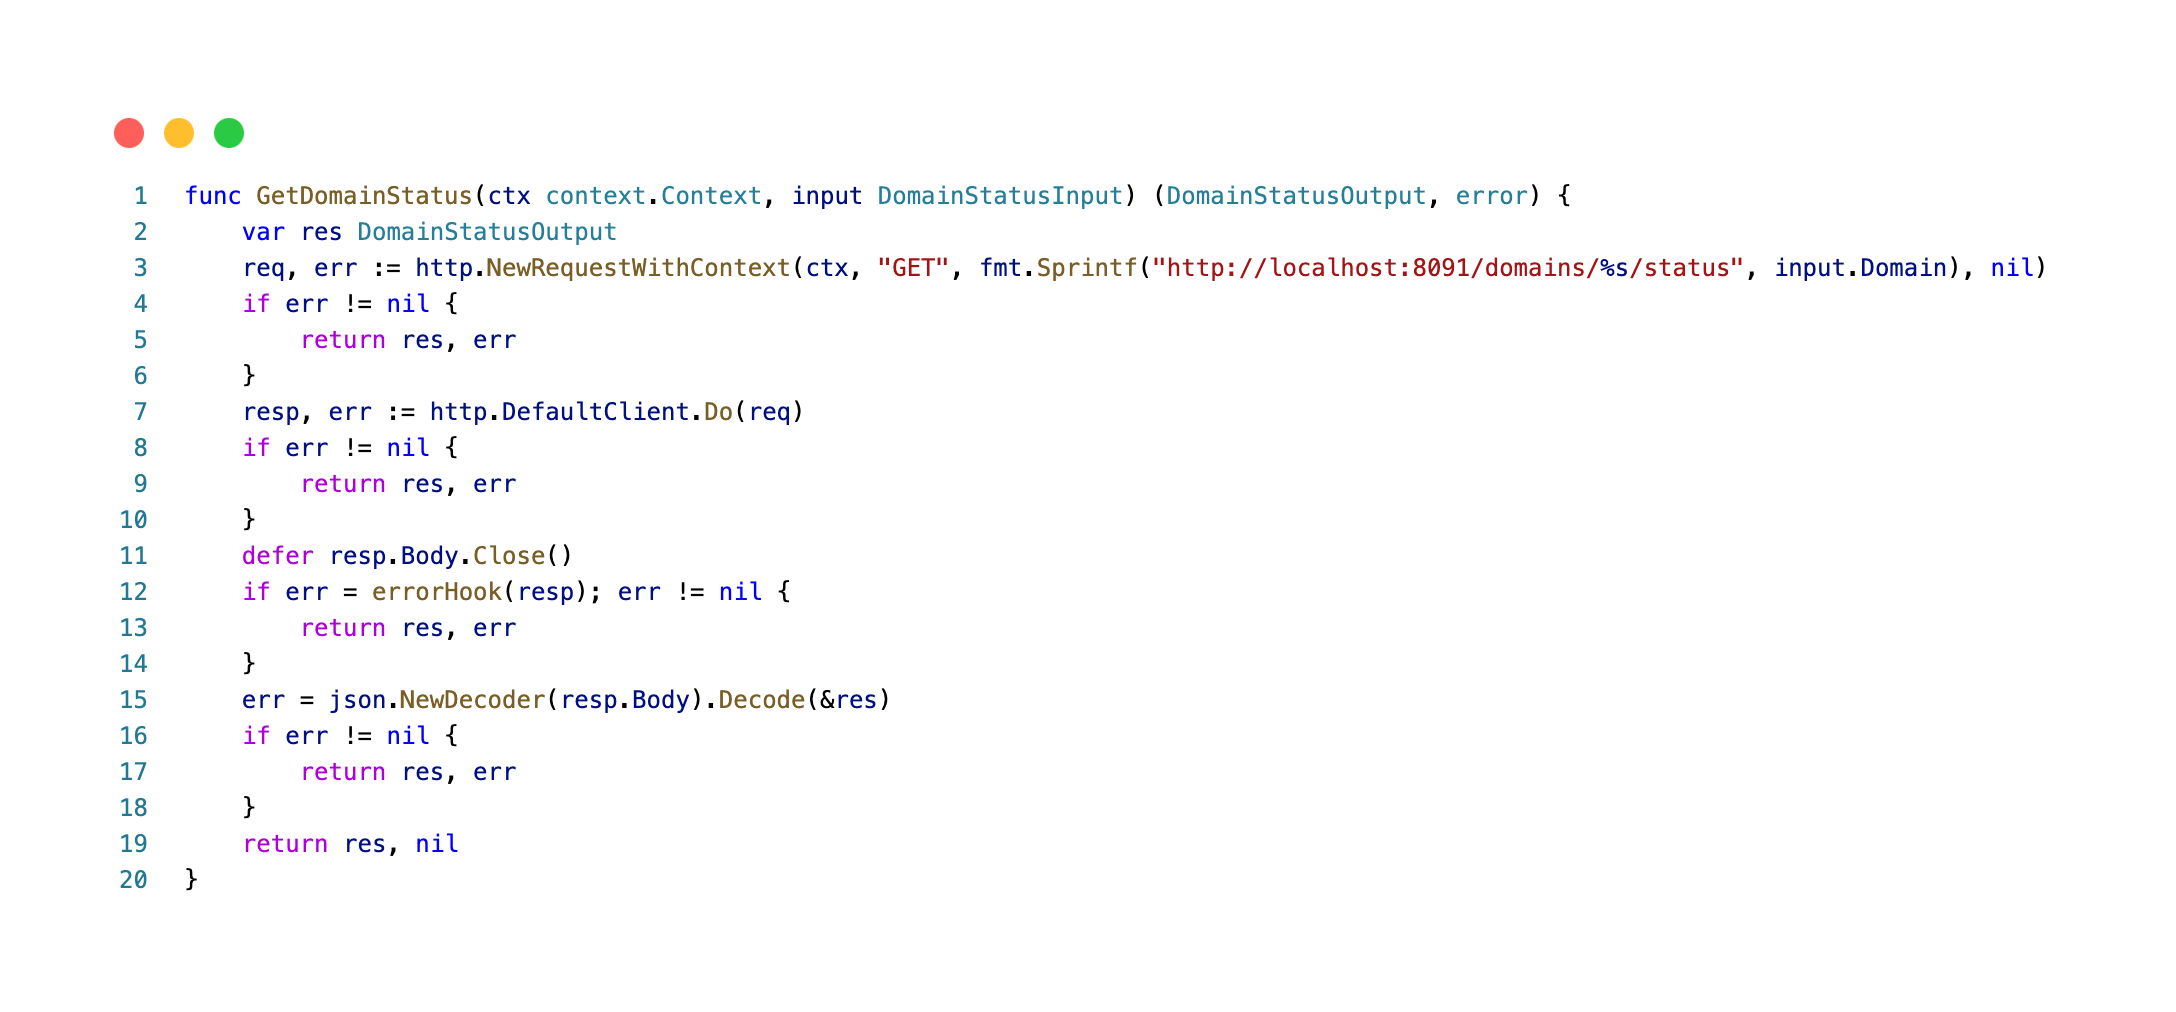 1 func GetDomainStatus(ctx context.Context, input DomainStatusInput) (DomainStatusOutput, error) {
2     var res DomainStatusOutput
3     req, err := http.NewRequestWithContext(ctx, "GET", fmt.Sprintf("http://localhost:8091/domains/%s/status", input.Domain), nil)
4     if err != nil {
5         return res, err
6     }
7     resp, err := http.DefaultClient.Do(req)
8     if err != nil {
9         return res, err
10     }
11     defer resp.Body.Close()
12     if err = errorHook(resp); err != nil {
13         return res, err
14     }
15     err = json.NewDecoder(resp.Body).Decode(&res)
16     if err != nil {
17         return res, err
18     }
19     return res, nil
20 }